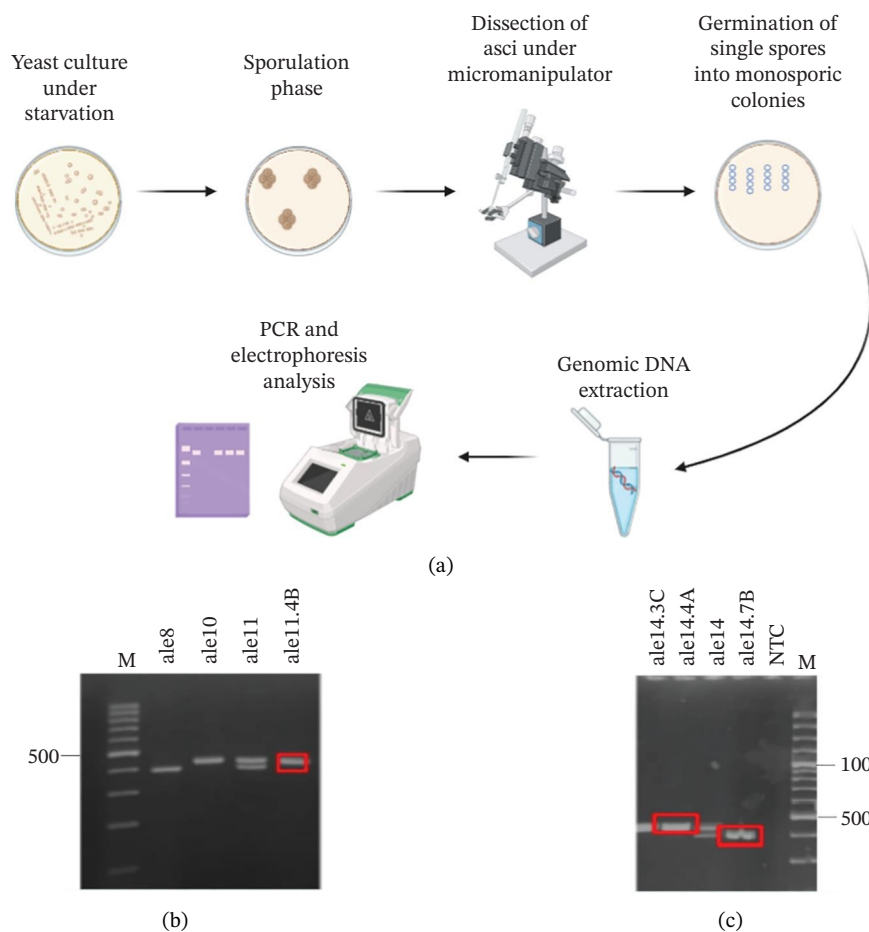 Yeast culture
under
starvation
Sporulation
phase
Dissection of
asci under
micromanipulator
Germination of
single spores
into monosporic
colonies
PCR and
electrophoresis
analysis
Genomic DNA
extraction
(a)
M
ale8
ale10
ale11
ale11.4B
500
(b)
ale14.3C
ale14.4A
ale14
ale14.7B
NTC
M
100
500
(c)